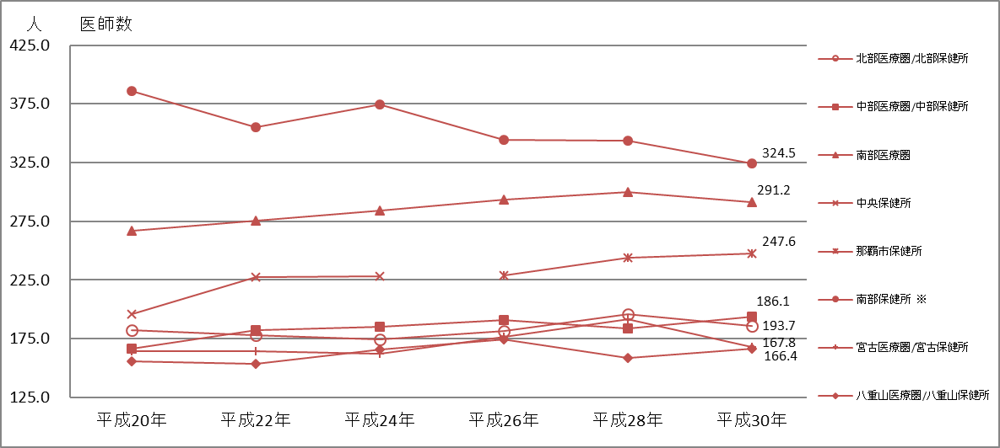 人 医師数
425.0
375.0
325.0
275.0
225.0
175.0
125.0
324.5
291.2
247.6
186.1
193.7
167.8
166.4
平成20年 平成22年 平成24年 平成26年 平成28年 平成30年
北部医療圏/北部保健所
中部医療圏/中部保健所
南部医療圏
中央保健所
那覇市保健所
南部保健所 ※
宮古医療圏/宮古保健所
八重山医療圏/八重山保健所